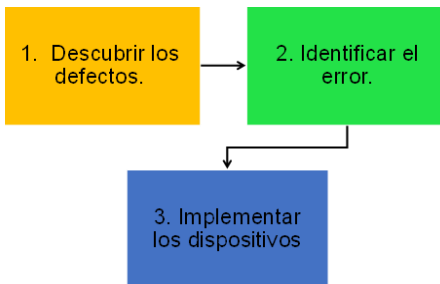 1. Descubrir los
defectos.
2. Identificar el
error.
3. Implementar
los dispositivos